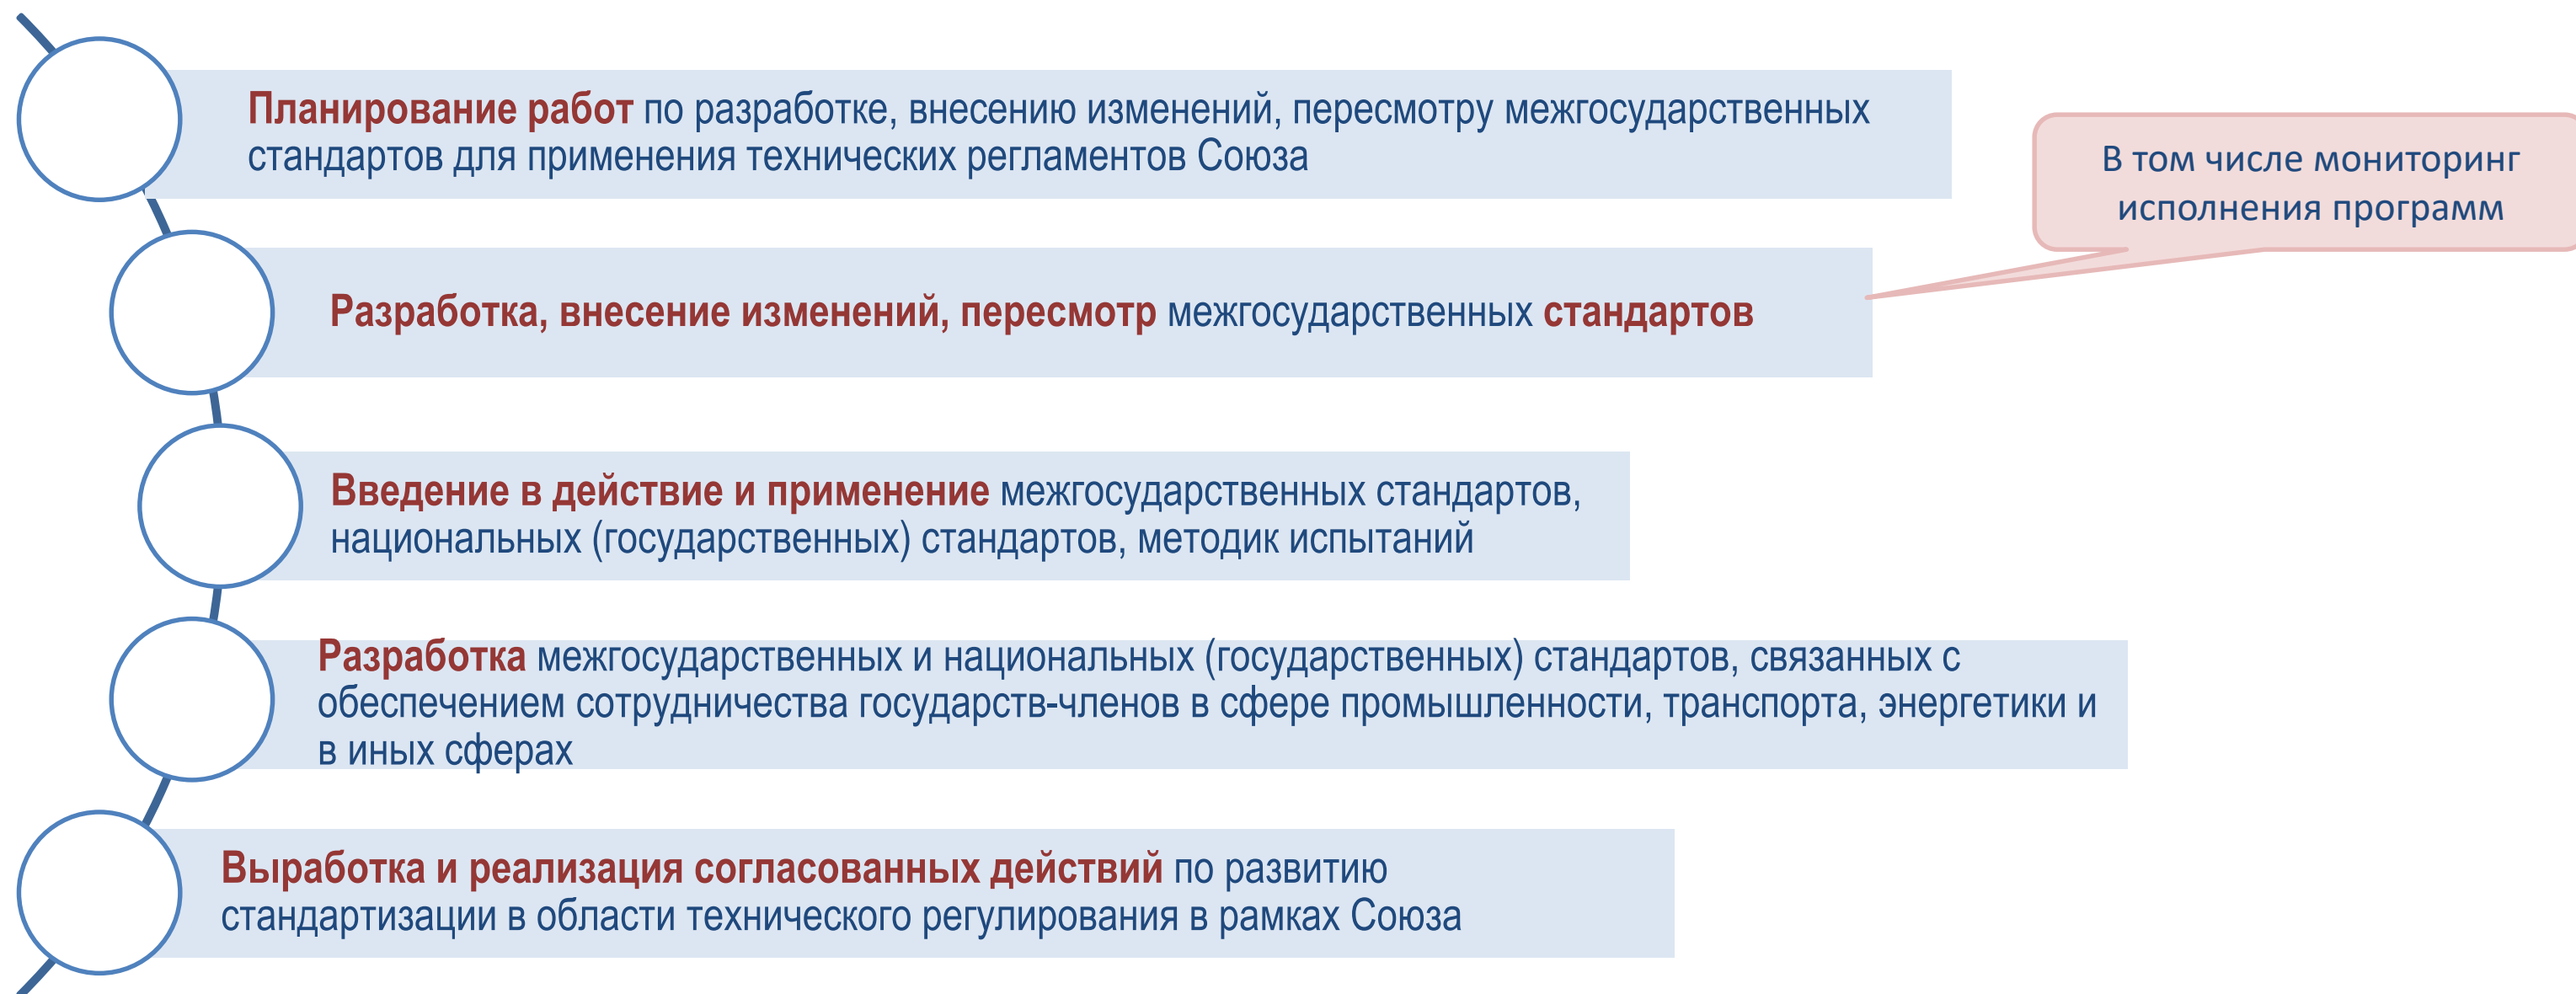 Планирование работ по разработке, внесению изменений, пересмотру межгосударственных
стандартов для применения технических регламентов Союза
В том числе мониторинг
исполнения программ
Разработка, внесение изменений, пересмотр межгосударственных стандартов
Введение в действие и применение межгосударственных стандартов,
национальных (государственных) стандартов, методик испытаний
Разработка межгосударственных и национальных (государственных) стандартов, связанных с
обеспечением сотрудничества государств-членов в сфере промышленности, транспорта, энергетики и
в иных сферах
Выработка и реализация согласованных действий по развитию
стандартизации в области технического регулирования в рамках Союза